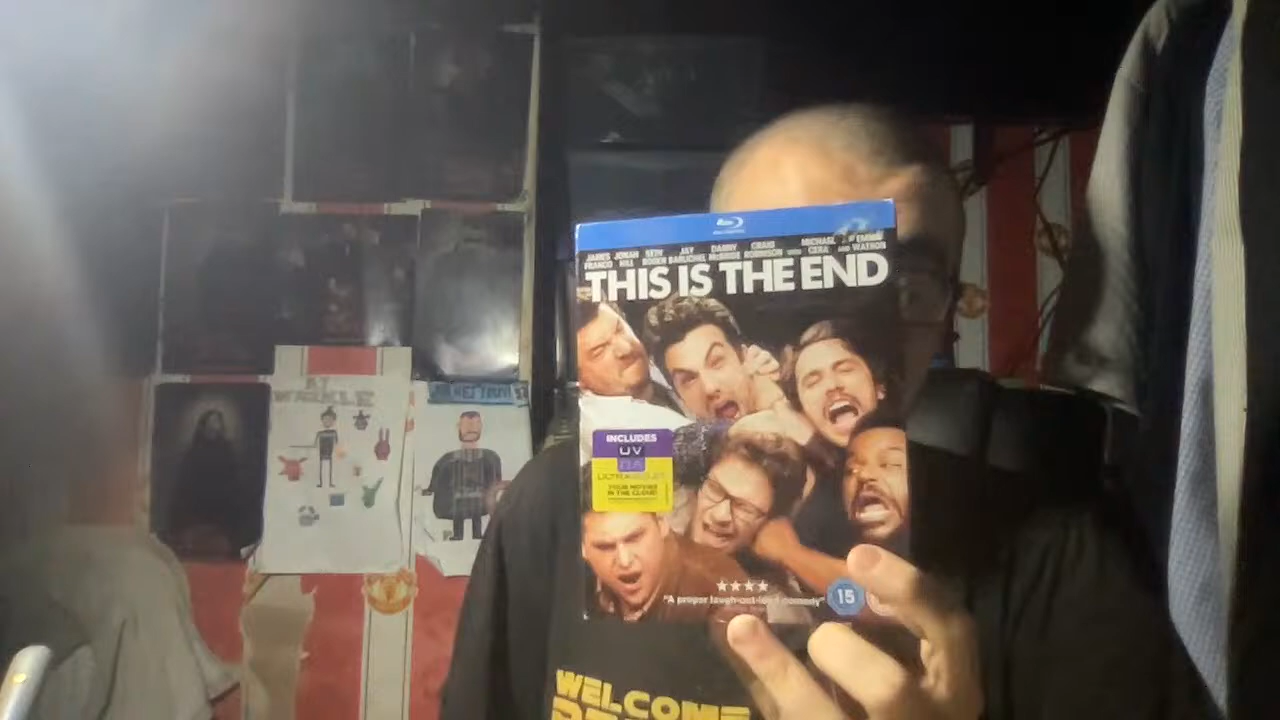 JAMES FRANCO JONAH HILL SETH ROGEN JAY BARUCHEL DANNY McBRIDE CRAIG ROBINSON MICHAEL CERA AND EMMA WATSON
THIS IS THE END
INCLUDES
UV
ULTRAVIOLET
YOUR MOVIES
IN THE CLOUD
"A proper laugh-out-loud comedy"
15
WELCOME